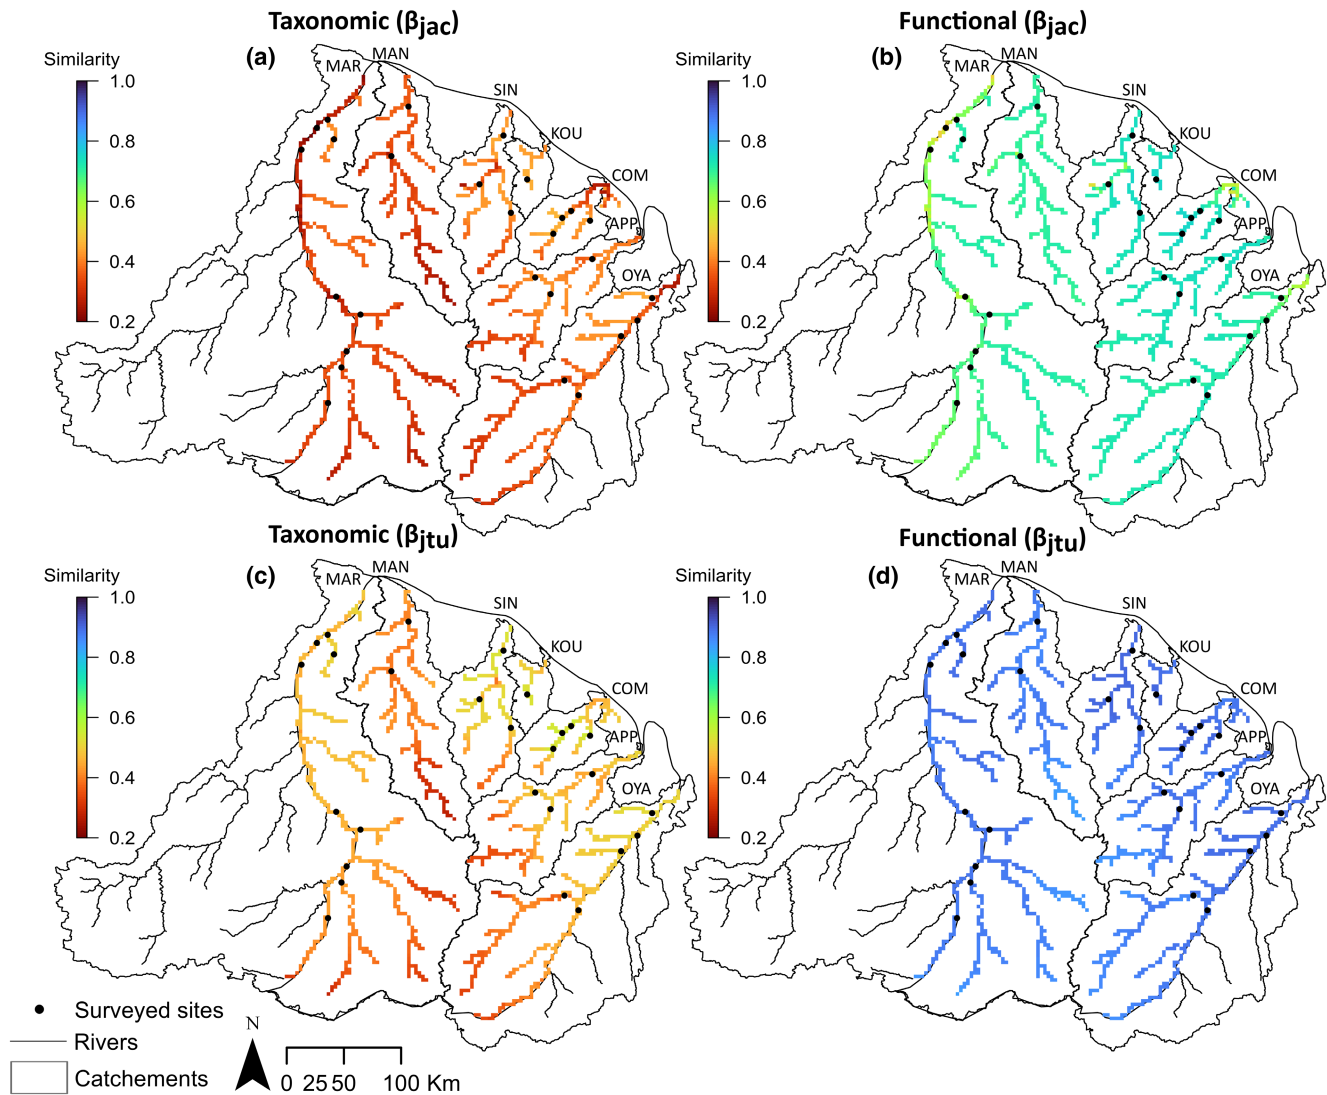 Taxonomic (βjac)
Functional (βjac)
Similarity
(a)
MAN
MAR
SIN
KOU
COM
APP
OYA
1.0
0.8
0.6
0.4
0.2
Similarity
(b)
MAN
MAR
SIN
KOU
COM
APP
OYA
1.0
0.8
0.6
0.4
0.2
Taxonomic (βjtu)
Functional (βjtu)
Similarity
(c)
MAN
MAR
SIN
KOU
COM
APP
OYA
1.0
0.8
0.6
0.4
0.2
Similarity
(d)
MAN
MAR
SIN
KOU
COM
APP
OYA
1.0
0.8
0.6
0.4
0.2
Surveyed sites
Rivers
Catchements
N
0 25 50 100 Km